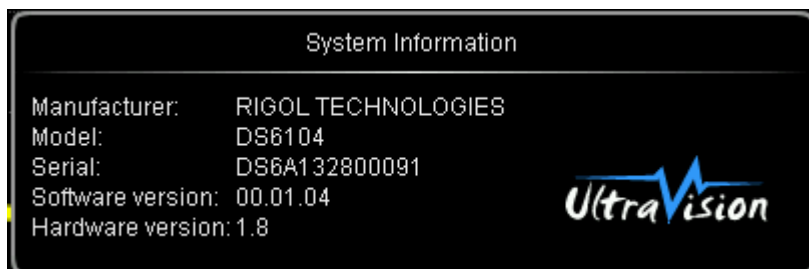 System Information
Manufacturer: RIGOL TECHNOLOGIES
Model: DS6104
Serial: DS6A132800091
Software version: 00.01.04
Hardware version: 1.8
UltraVision